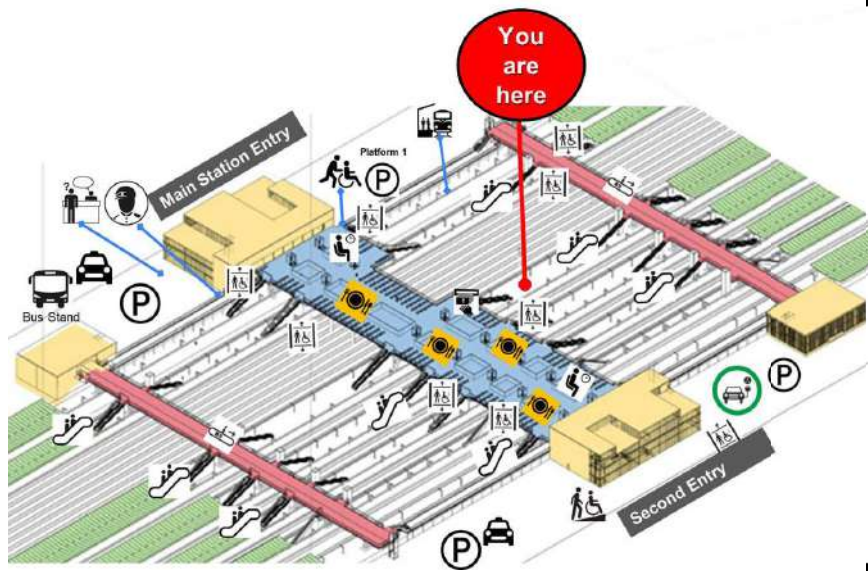 You
are
here
Platform 1
Main Station Entry
?
P
P
Bus Stand
P
Second Entry
P